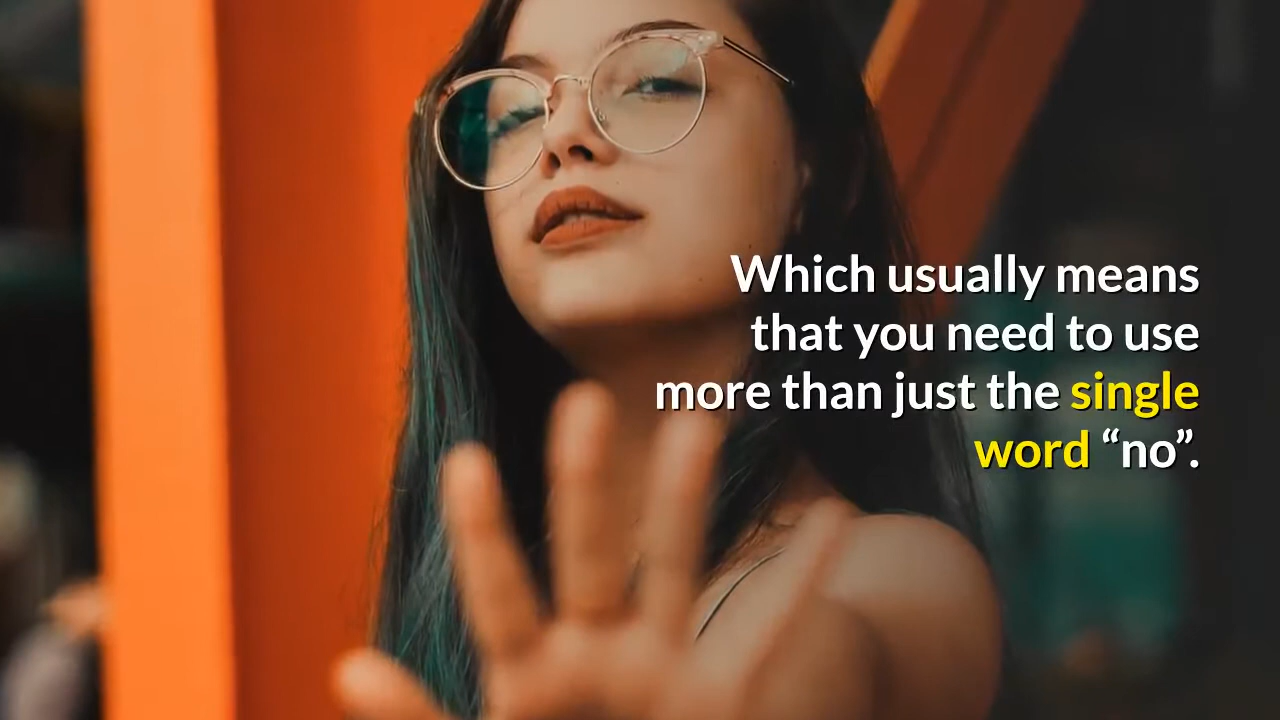 Which usually means
that you need to use
more than just the single
word “no”.